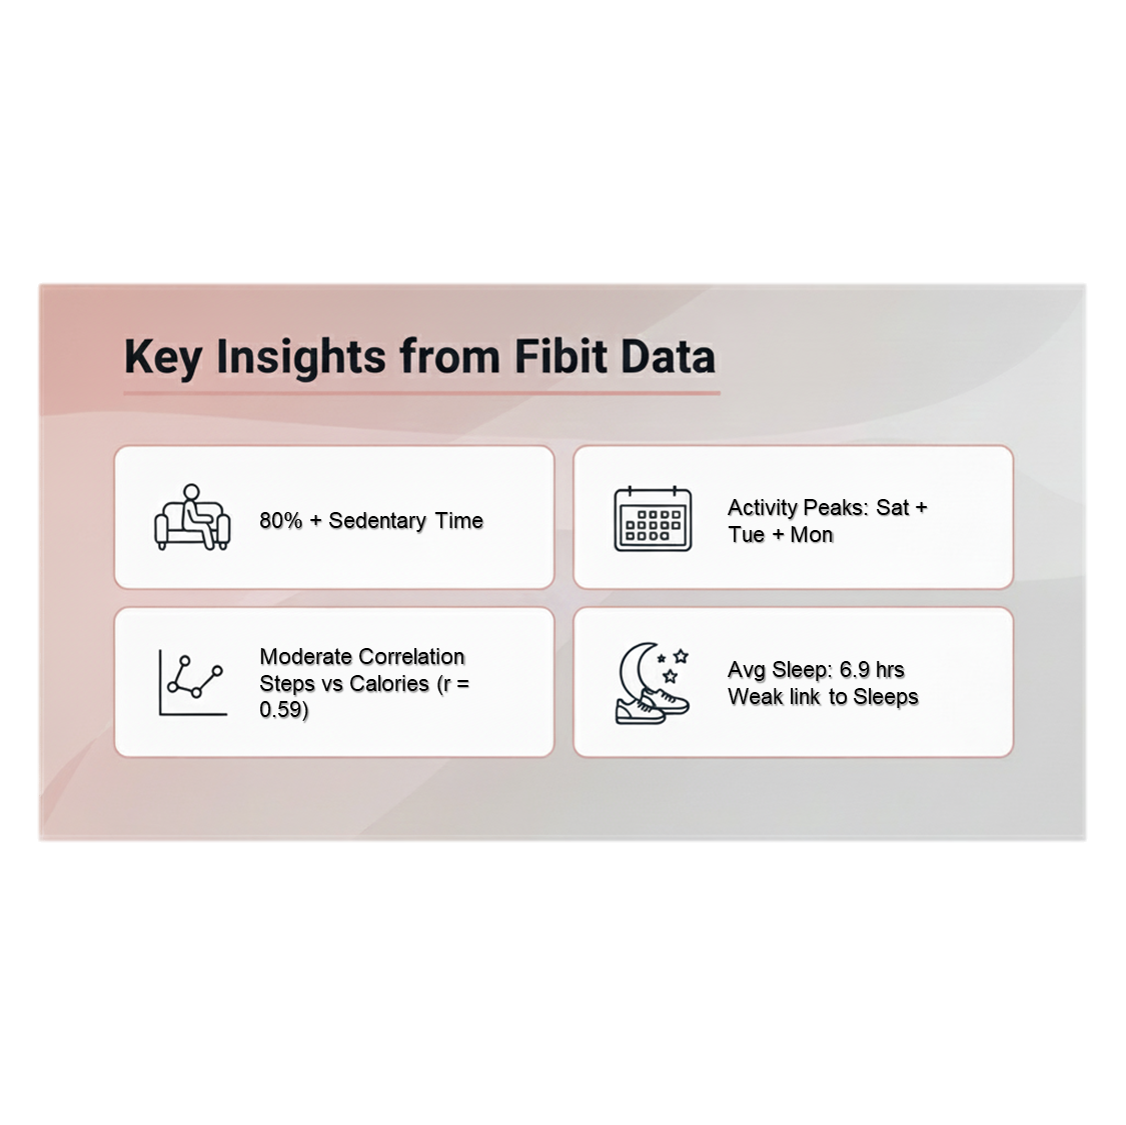 Key Insights from Fibit Data
80% + Sedentary Time
Activity Peaks: Sat +
Tue + Mon
Moderate Correlation
Steps vs Calories (r =
0.59)
Avg Sleep: 6.9 hrs
Weak link to Sleeps